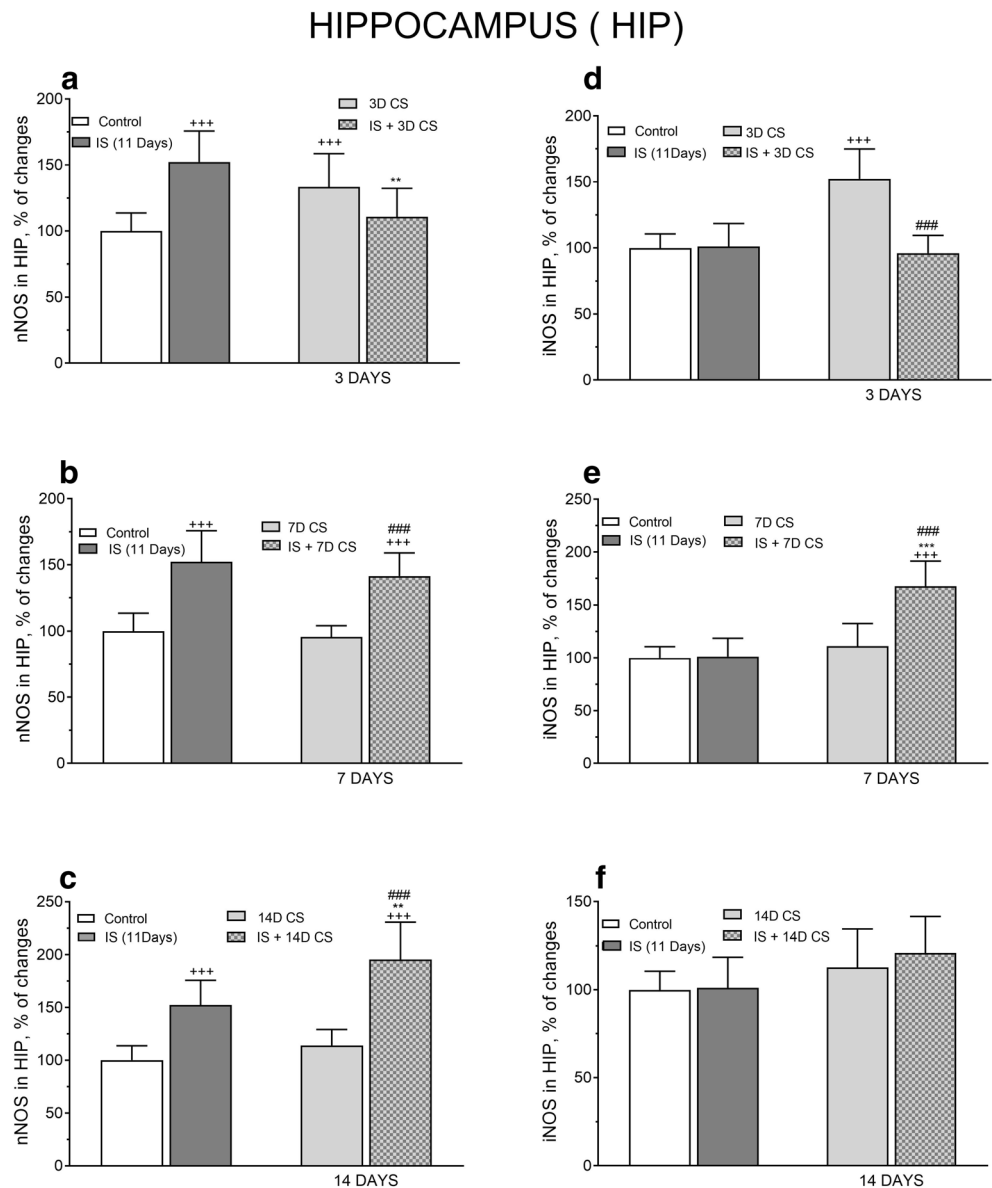 HIPPOCAMPUS ( HIP)
a
nNOS in HIP, % of changes
200
150
100
50
0
Control
IS (11 Days)
3D CS
IS + 3D CS
+++
+++
**
3 DAYS
d
iNOS in HIP, % of changes
200
150
100
50
0
Control
IS (11Days)
3D CS
IS + 3D CS
+++
###
3 DAYS
b
nNOS in HIP, % of changes
200
150
100
50
0
Control
IS (11 Days)
7D CS
IS + 7D CS
+++
###
+++
7 DAYS
e
iNOS in HIP, % of changes
250
200
150
100
50
0
Control
IS (11 Days)
7D CS
IS + 7D CS
###
***
+++
7 DAYS
c
nNOS in HIP, % of changes
250
200
150
100
50
0
Control
IS (11Days)
14D CS
IS + 14D CS
+++
###
**
+++
14 DAYS
f
iNOS in HIP, % of changes
150
100
50
0
Control
IS (11 Days)
14D CS
IS + 14D CS
14 DAYS